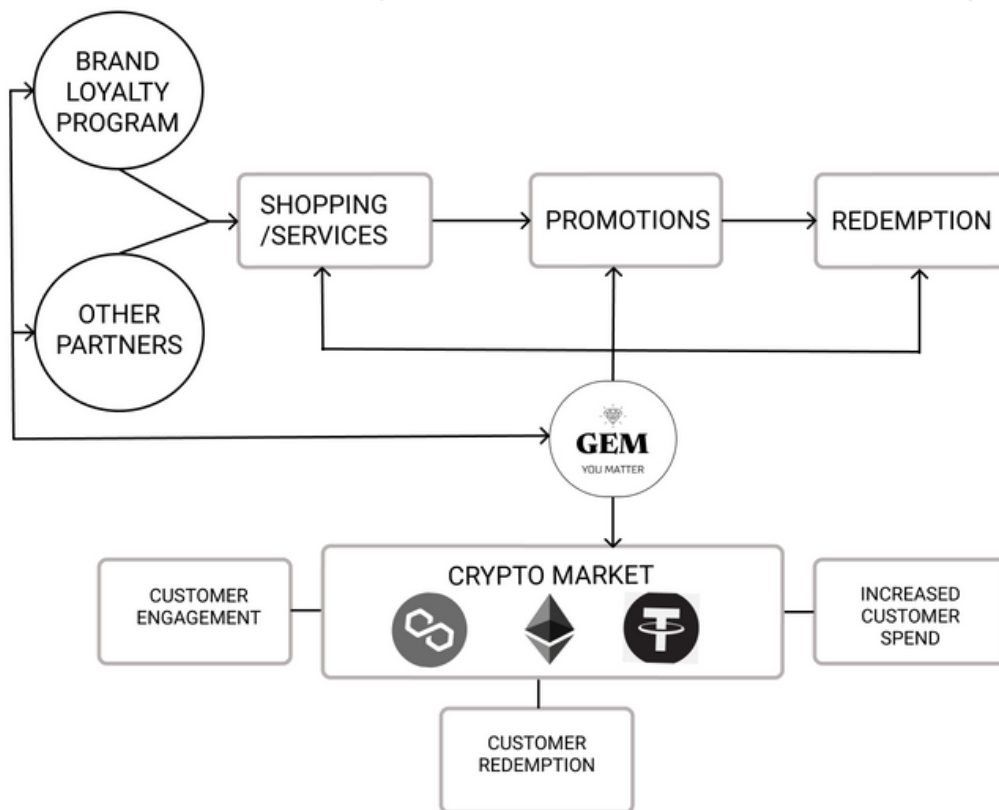 BRAND
LOYALTY
PROGRAM
SHOPPING
/SERVICES
PROMOTIONS
REDEMPTION
OTHER
PARTNERS
GEM
YOU MATTER
CRYPTO MARKET
CUSTOMER
ENGAGEMENT
INCREASED
CUSTOMER
SPEND
CUSTOMER
REDEMPTION